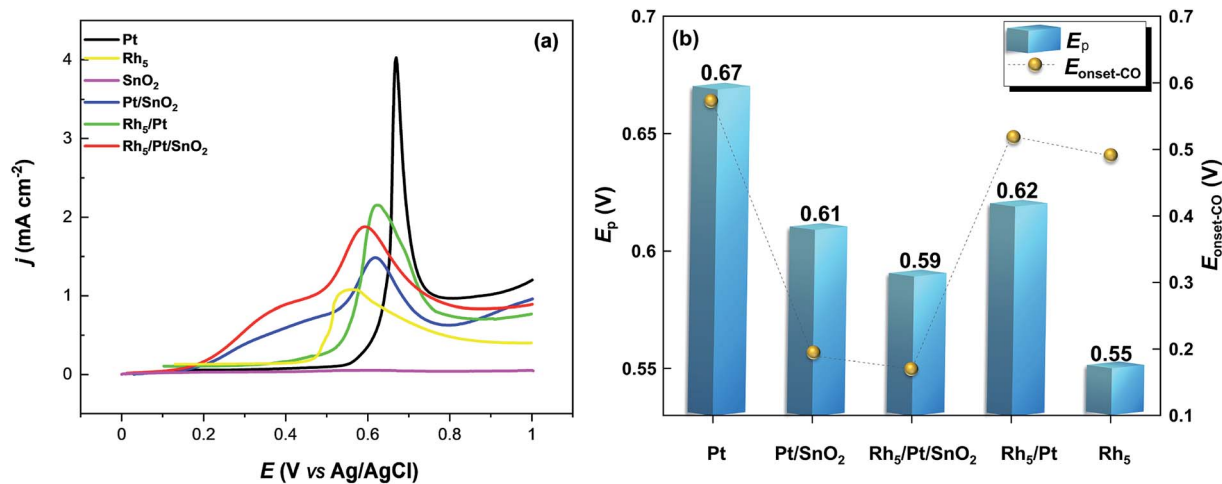 (a)
Pt
Rh₅
SnO₂
Pt/SnO₂
Rh₅/Pt
Rh₅/Pt/SnO₂
j (mA cm⁻²)
4
3
2
1
0
0
0.2
0.4
0.6
0.8
1
E (V vs Ag/AgCl)
(b)
Eₚ
E onset-CO
Eₚ (V)
0.7
0.65
0.6
0.55
0.67
0.61
0.59
0.62
0.55
0.7
0.6
0.5
0.4
0.3
0.2
0.1
E onset-CO (V)
Pt
Pt/SnO₂
Rh₅/Pt/SnO₂
Rh₅/Pt
Rh₅